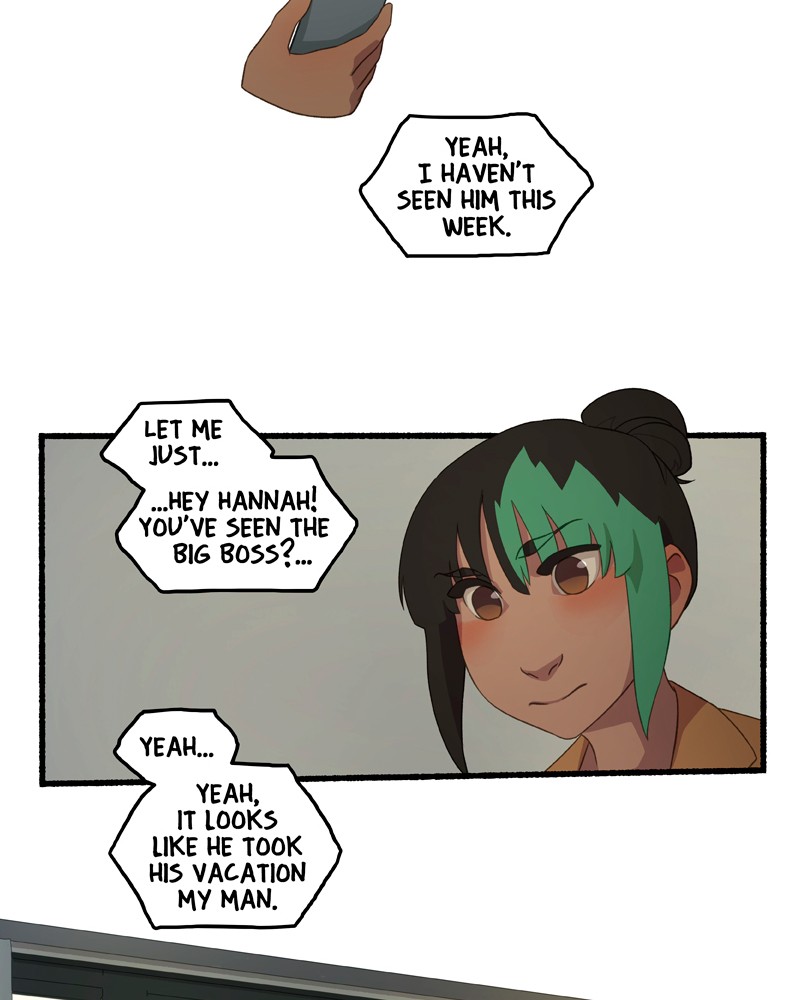 YEAH,
I HAVEN'T
SEEN HIM THIS
WEEK.
LET ME
JUST...
...HEY HANNAH!
YOU'VE SEEN THE
BIG BOSS?...
YEAH...
YEAH,
IT LOOKS
LIKE HE TOOK
HIS VACATION
MY MAN.